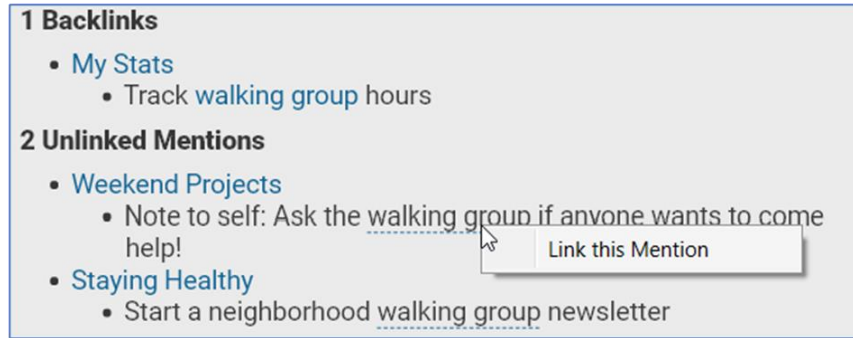 1 Backlinks
• My Stats
• Track walking group hours
2 Unlinked Mentions
• Weekend Projects
• Note to self: Ask the walking group if anyone wants to come
help!
Link this Mention
• Staying Healthy
• Start a neighborhood walking group newsletter